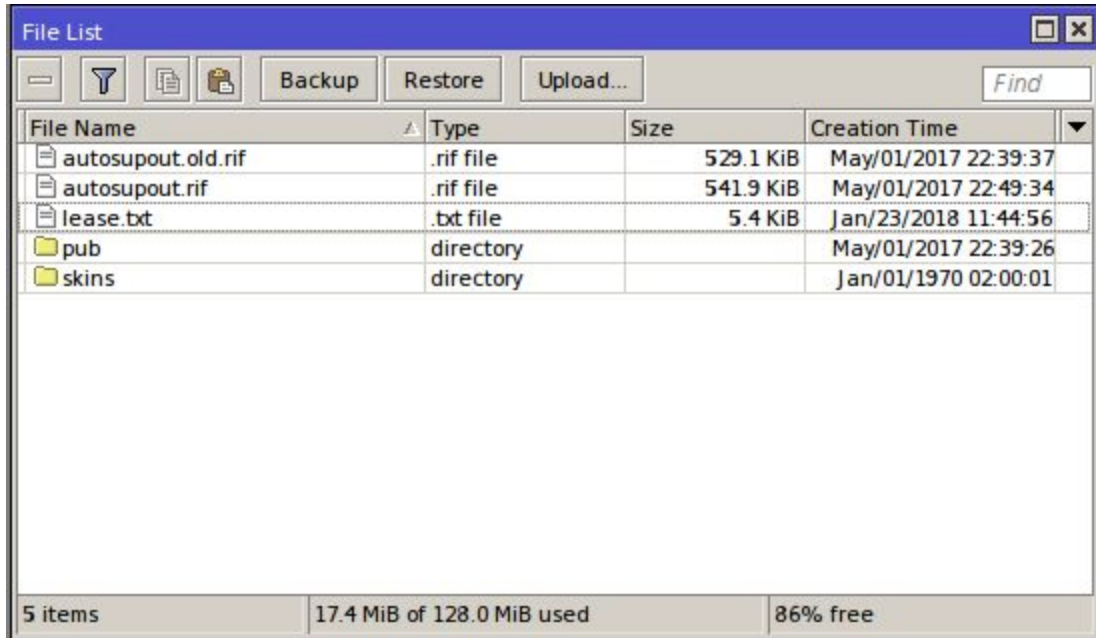 File List
Backup Restore Upload... Find
File Name Type Size Creation Time
autosupout.old.rif .rif file 529.1 KiB May/01/2017 22:39:37
autosupout.rif .rif file 541.9 KiB May/01/2017 22:49:34
lease.txt .txt file 5.4 KiB Jan/23/2018 11:44:56
pub directory May/01/2017 22:39:26
skins directory Jan/01/1970 02:00:01
5 items 17.4 MiB of 128.0 MiB used 86% free